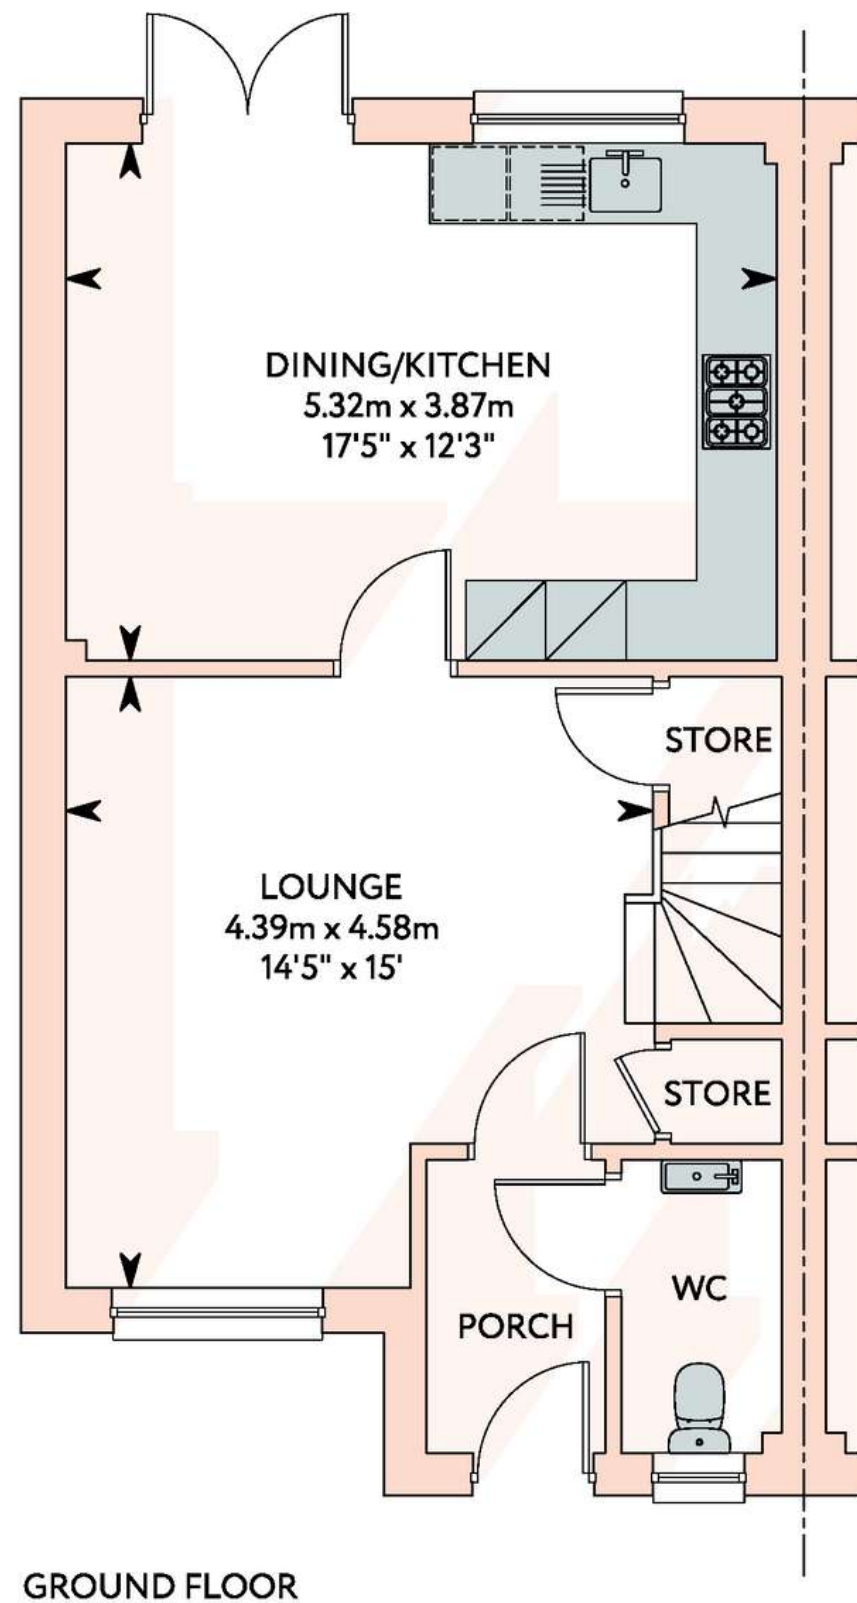 DINING/KITCHEN
5.32m x 3.87m
17'5" x 12'3"
STORE
LOUNGE
4.39m x 4.58m
14'5" x 15'
STORE
WC
PORCH
GROUND FLOOR